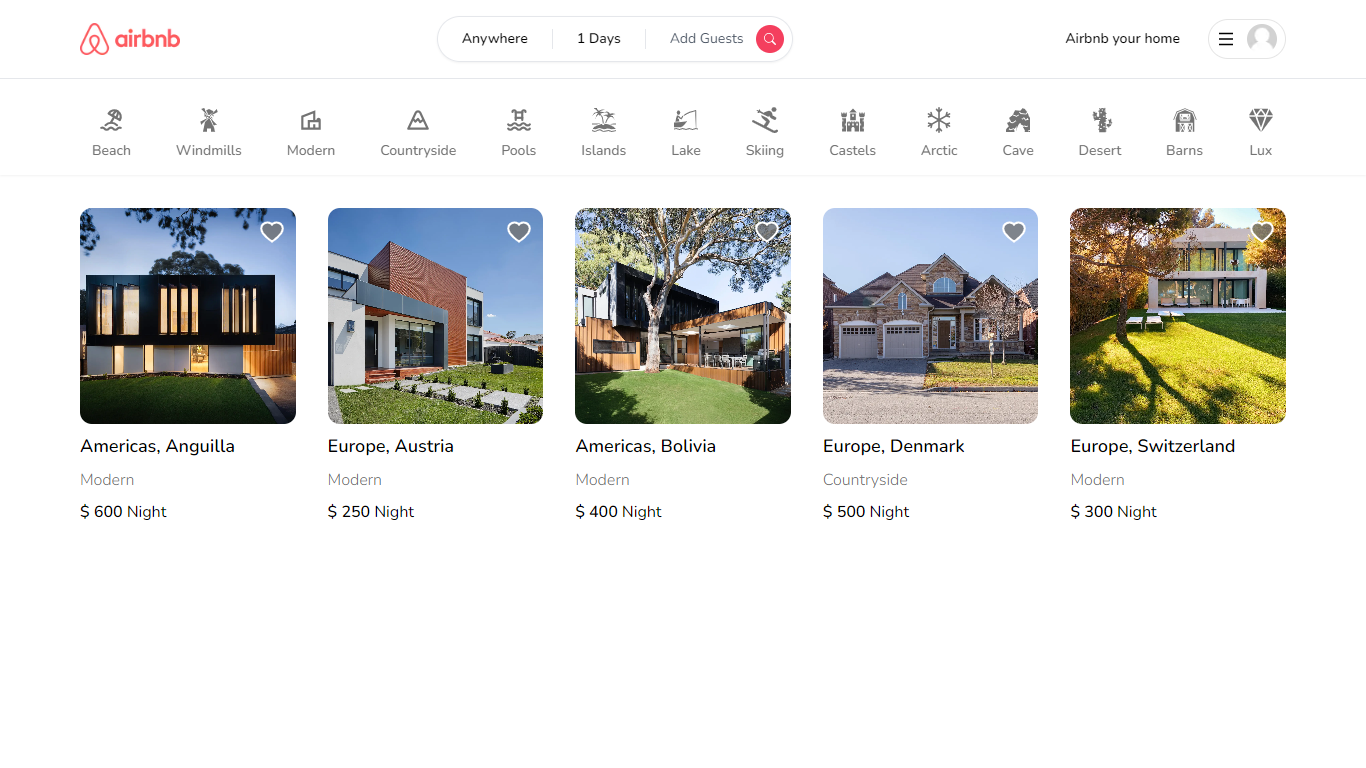 airbnb
Anywhere 1 Days Add Guests
Airbnb your home
Beach Windmills Modern Countryside Pools Islands Lake Skiing Castels Arctic Cave Desert Barns Lux
Americas, Anguilla
Modern
$ 600 Night
Europe, Austria
Modern
$ 250 Night
Americas, Bolivia
Modern
$ 400 Night
Europe, Denmark
Countryside
$ 500 Night
Europe, Switzerland
Modern
$ 300 Night